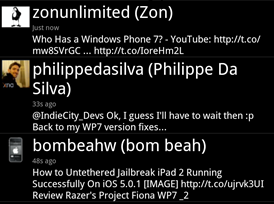 zonunlimited (Zon)
Just now
Who Has a Windows Phone 7? - YouTube: http://t.co/
mw8SVrGC ... http://t.co/IoreHm2L
philippedasilva (Philippe Da
Silva)
33s ago
@IndieCity_Devs Ok, I guess I'll have to wait then :p
Back to my WP7 version fixes...
bombeahw (bom beah)
48s ago
How to Untethered Jailbreak iPad 2 Running
Successfully On iOS 5.0.1 [IMAGE] http://t.co/ujrvk3UI
Review Razer's Project Fiona WP7 _2